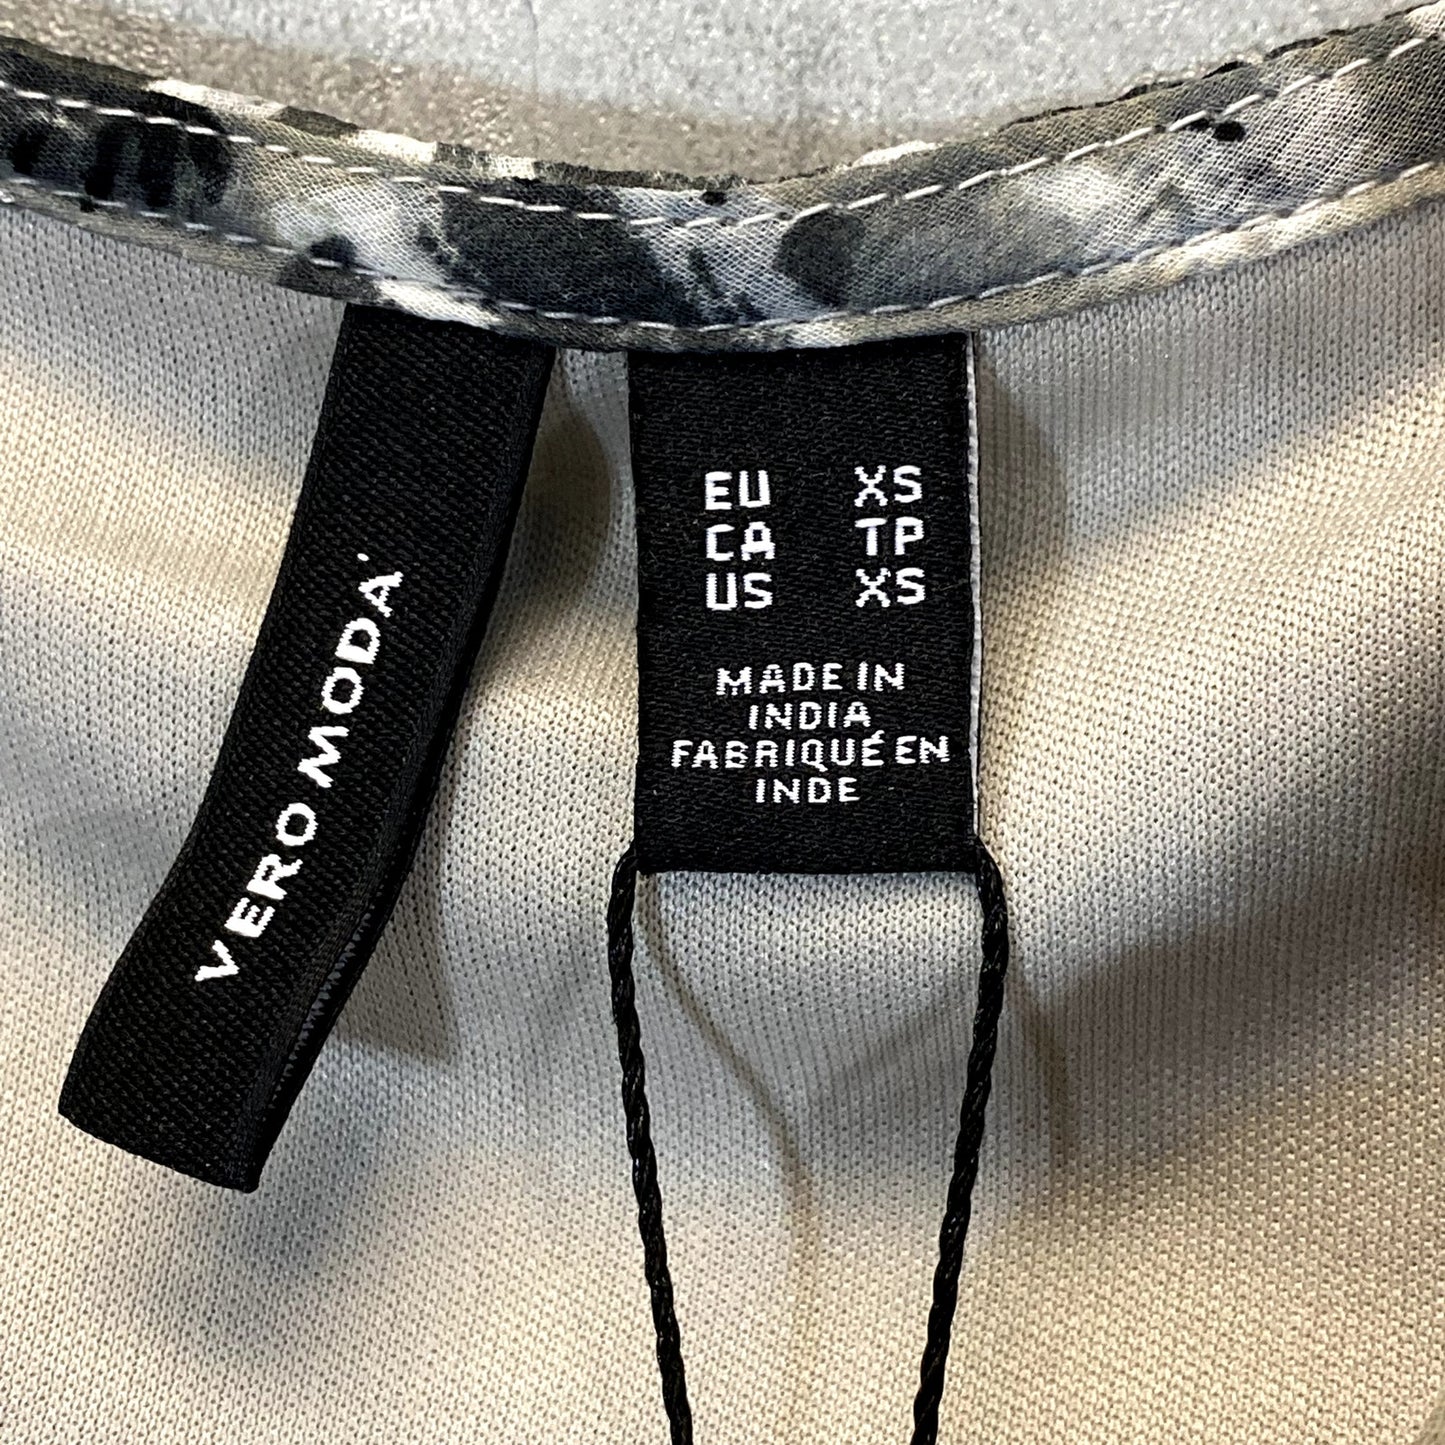 VERO MODA
EU XS
CA TP
US XS
MADE IN
INDIA
FABRIQUÉ EN
INDE